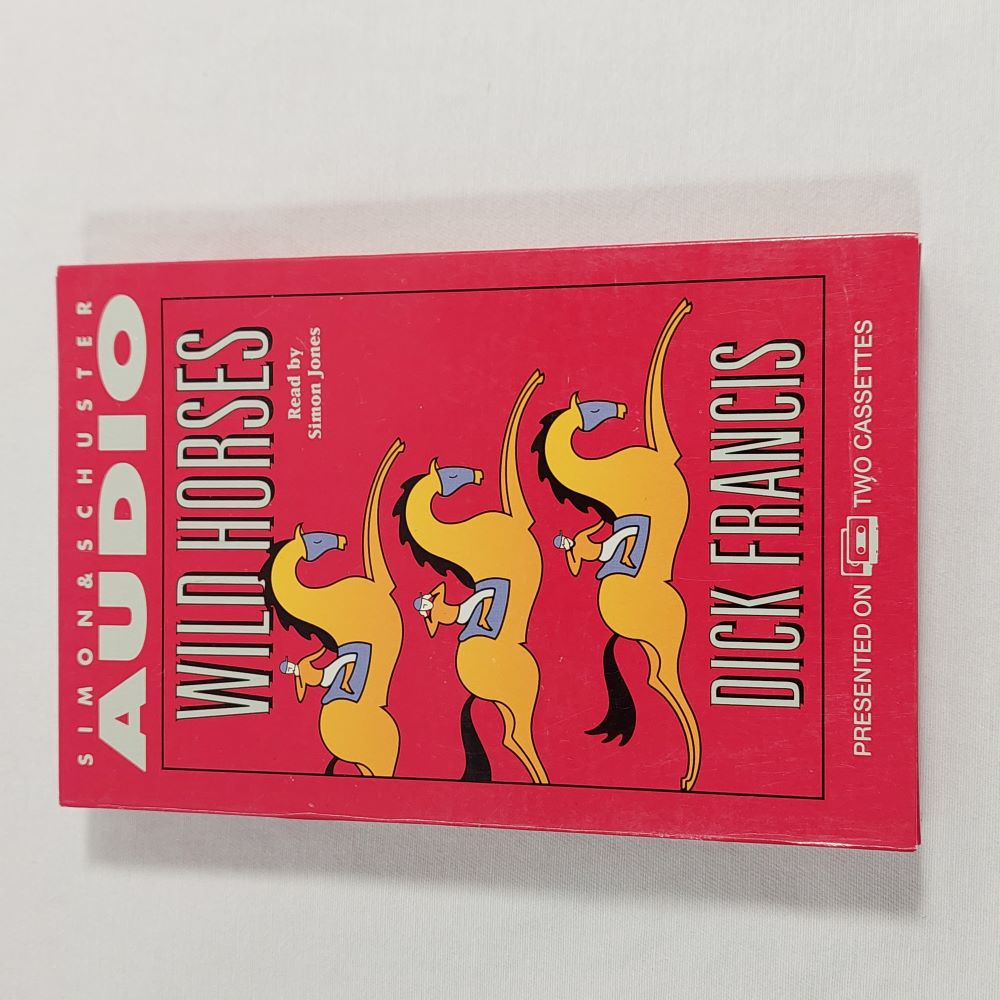 SIMON & SCHUSTER
AUDIO
WILD HORSES
Read by
Simon Jones
DICK FRANCIS
PRESENTED ON TWO CASSETTES